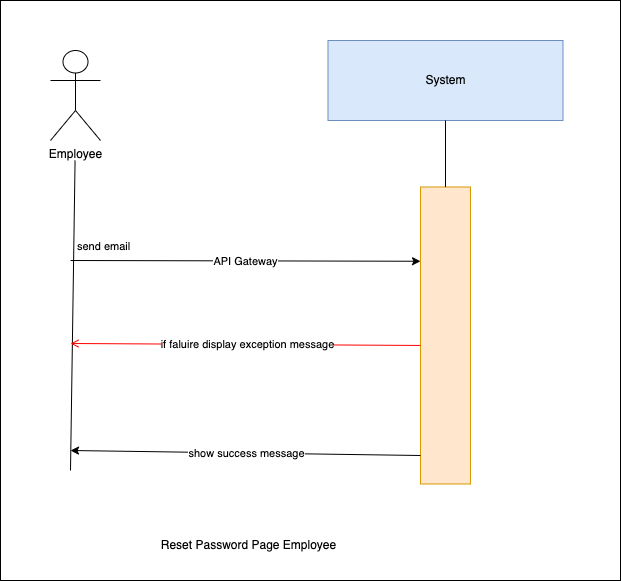 System
Employee
send email
API Gateway
if faluire display exception message
show success message
Reset Password Page Employee